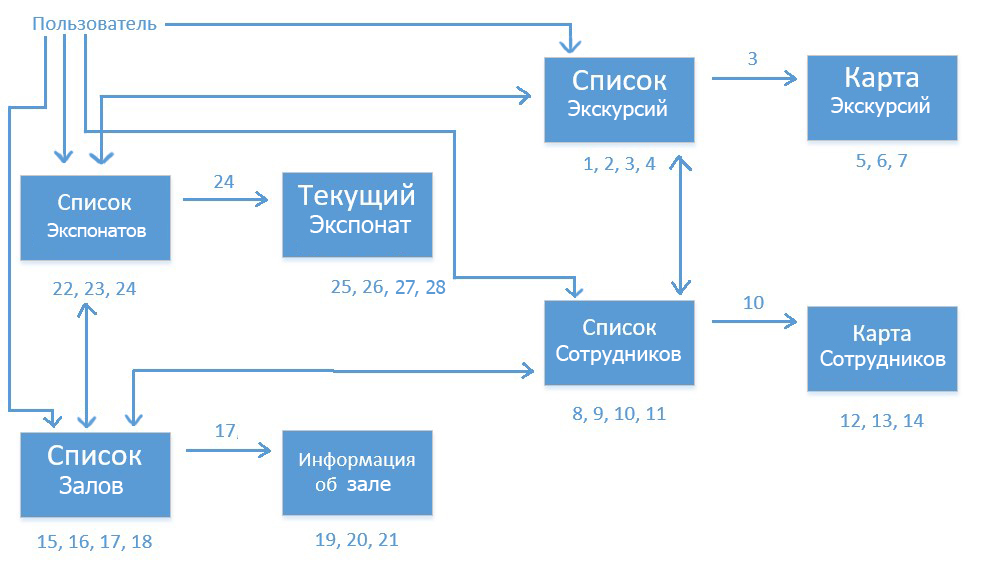 Пользователь
Список
Экскурсий
3
Карта
Экскурсий
1, 2, 3, 4
5, 6, 7
Список
Экспонатов
24
Текущий
Экспонат
22, 23, 24
25, 26, 27, 28
Список
Сотрудников
10
Карта
Сотрудников
8, 9, 10, 11
12, 13, 14
Список
Залов
17,
Информация
об зале
15, 16, 17, 18
19, 20, 21